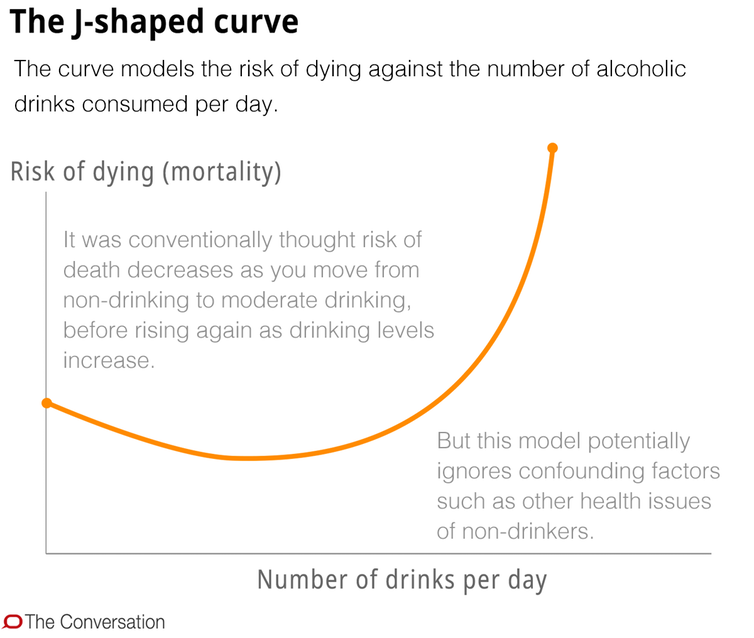 The J-shaped curve
The curve models the risk of dying against the number of alcoholic
drinks consumed per day.
Risk of dying (mortality)
It was conventionally thought risk of
death decreases as you move from
non-drinking to moderate drinking,
before rising again as drinking levels
increase.
But this model potentially
ignores confounding factors
such as other health issues
of non-drinkers.
Number of drinks per day
The Conversation